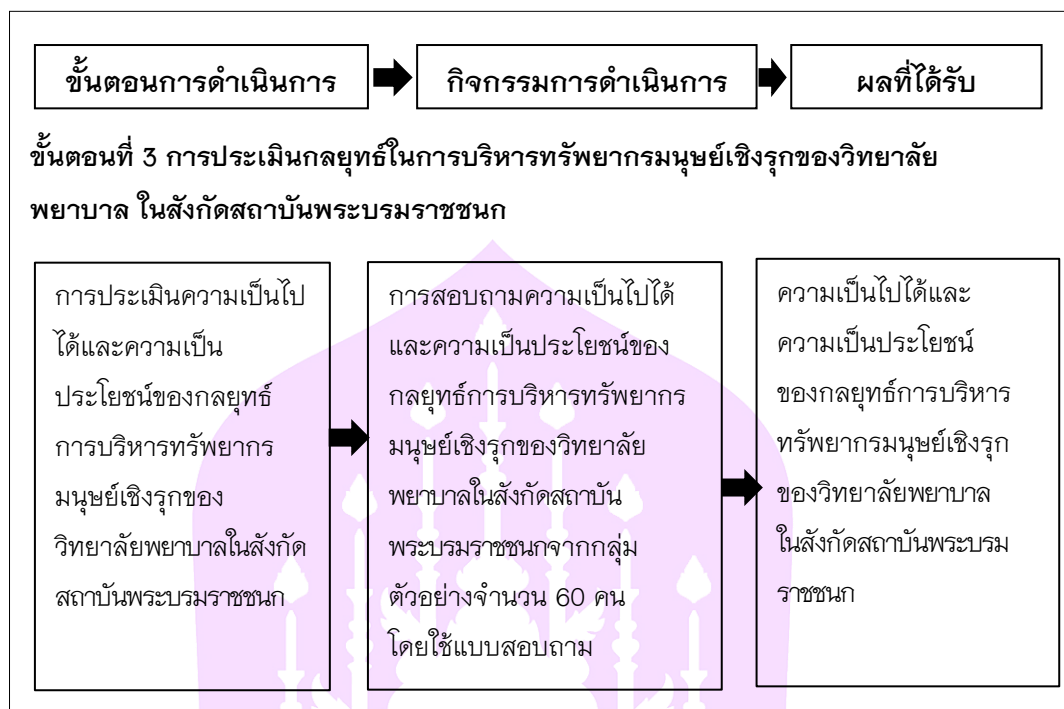 ขั้นตอนการดำเนินการ
กิจกรรมการดำเนินการ
ผลที่ได้รับ
ขั้นตอนที่ 3 การประเมินกลยุทธ์ในการบริหารทรัพยากรมนุษย์เชิงรุกของวิทยาลัย
พยาบาล ในสังกัดสถาบันพระบรมราชชนก
การประเมินความเป็นไป
ได้และความเป็น
ประโยชน์ของกลยุทธ์
การบริหารทรัพยากร
มนุษย์เชิงรุกของ
วิทยาลัยพยาบาลในสังกัด
สถาบันพระบรมราชชนก
การสอบถามความเป็นไปได้
และความเป็นประโยชน์ของ
กลยุทธ์การบริหารทรัพยากร
มนุษย์เชิงรุกของวิทยาลัย
พยาบาลในสังกัดสถาบัน
พระบรมราชชนกจากกลุ่ม
ตัวอย่างจำนวน 60 คน
โดยใช้แบบสอบถาม
ความเป็นไปได้และ
ความเป็นประโยชน์
ของกลยุทธ์การบริหาร
ทรัพยากรมนุษย์เชิงรุก
ของวิทยาลัยพยาบาล
ในสังกัดสถาบันพระบรม
ราชชนก